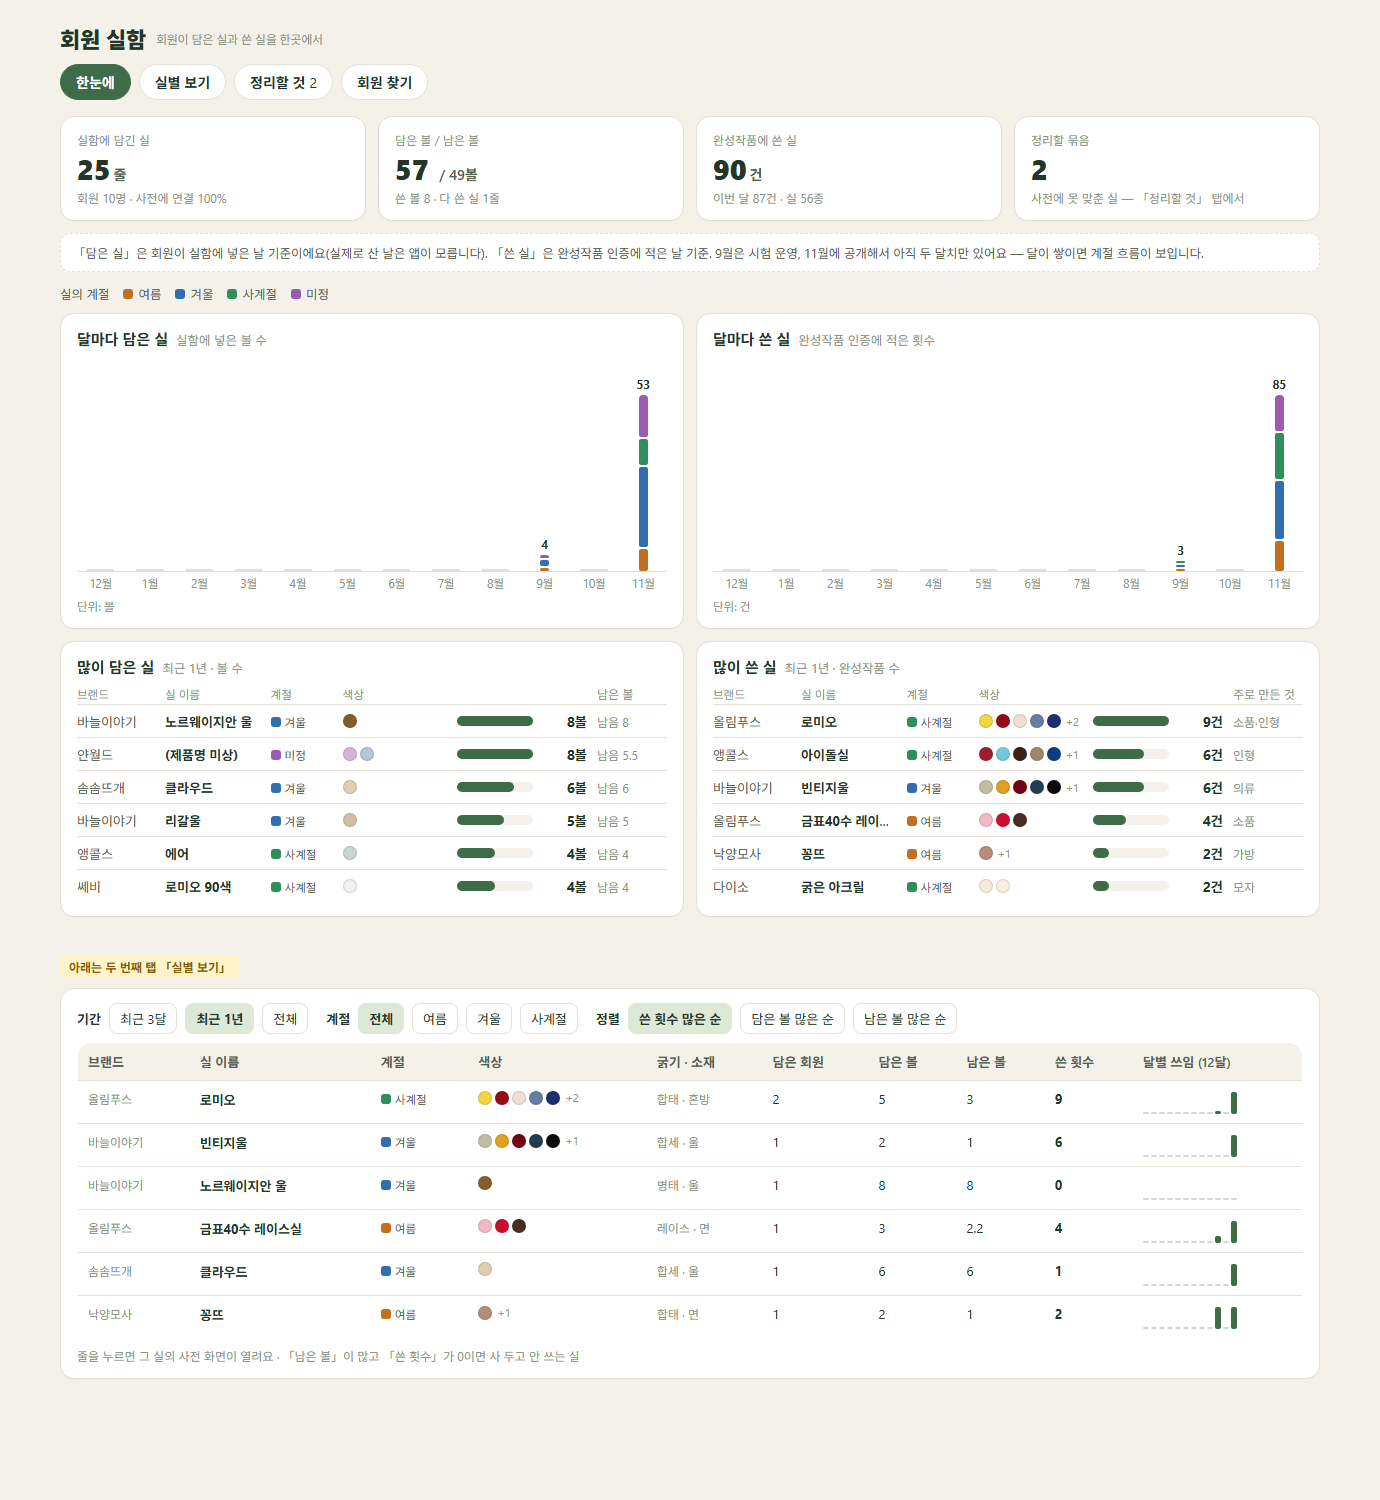 회원 실함 회원이 담은 실과 쓴 실을 한곳에서
한눈에 실별 보기 정리할 것 2 회원 찾기
실함에 담긴 실 담은 볼 / 남은 볼 완성작품에 쓴 실 정리할 묶음
25 줄 57 / 49볼 90 건 2
회원 10명 · 사전에 연결 100% 쓴 볼 8 · 다 쓴 실 1줄 이번 달 87건 · 실 56종 사전에 못 맞춘 실 — 「정리할 것」 탭에서
「담은 실」은 회원이 실함에 넣은 날 기준이에요(실제로 산 날은 앱이 모릅니다). 「쓴 실」은 완성작품 인증에 적은 날 기준. 9월은 시험 운영, 11월에 공개해서 아직 두 달치만 있어요 — 달이 쌓이면 계절 흐름이 보입니다.
실의 계절 여름 겨울 사계절 미정
달마다 담은 실 실함에 넣은 볼 수
53
4
12월 1월 2월 3월 4월 5월 6월 7월 8월 9월 10월 11월
단위: 볼
달마다 쓴 실 완성작품 인증에 적은 횟수
85
3
12월 1월 2월 3월 4월 5월 6월 7월 8월 9월 10월 11월
단위: 건
많이 담은 실 최근 1년 · 볼 수
브랜드 실 이름 계절 색상 남은 볼
바늘이야기 노르웨이지안 울 겨울 8볼 남음 8
얀월드 (제품명 미상) 미정 8볼 남음 5.5
솜솜뜨개 클라우드 겨울 6볼 남음 6
바늘이야기 리갈울 겨울 5볼 남음 5
앵콜스 에어 사계절 4볼 남음 4
쎄비 로미오 90색 사계절 4볼 남음 4
많이 쓴 실 최근 1년 · 완성작품 수
브랜드 실 이름 계절 색상 주로 만든 것
올림푸스 로미오 사계절 +2 9건 소품·인형
앵콜스 아이돌실 사계절 +1 6건 인형
바늘이야기 빈티지울 겨울 +1 6건 의류
올림푸스 금표40수 레이... 여름 4건 소품
낙양모사 꽁뜨 여름 +1 2건 가방
다이소 굵은 아크릴 사계절 2건 모자
아래는 두 번째 탭 「실별 보기」
기간 최근 3달 최근 1년 전체 계절 전체 여름 겨울 사계절 정렬 쓴 횟수 많은 순 담은 볼 많은 순 남은 볼 많은 순
브랜드 실 이름 계절 색상 굵기 · 소재 담은 회원 담은 볼 남은 볼 쓴 횟수 달별 쓰임 (12달)
올림푸스 로미오 사계절 +2 합태 · 혼방 2 5 3 9
바늘이야기 빈티지울 겨울 +1 합세 · 울 1 2 1 6
바늘이야기 노르웨이지안 울 겨울 병태 · 울 1 8 8 0
올림푸스 금표40수 레이스실 여름 레이스 · 면 1 3 2.2 4
솜솜뜨개 클라우드 겨울 합세 · 울 1 6 6 1
낙양모사 꽁뜨 여름 +1 합태 · 면 1 2 1 2
줄을 누르면 그 실의 사전 화면이 열려요 · 「남은 볼」이 많고 「쓴 횟수」가 0이면 사 두고 안 쓰는 실